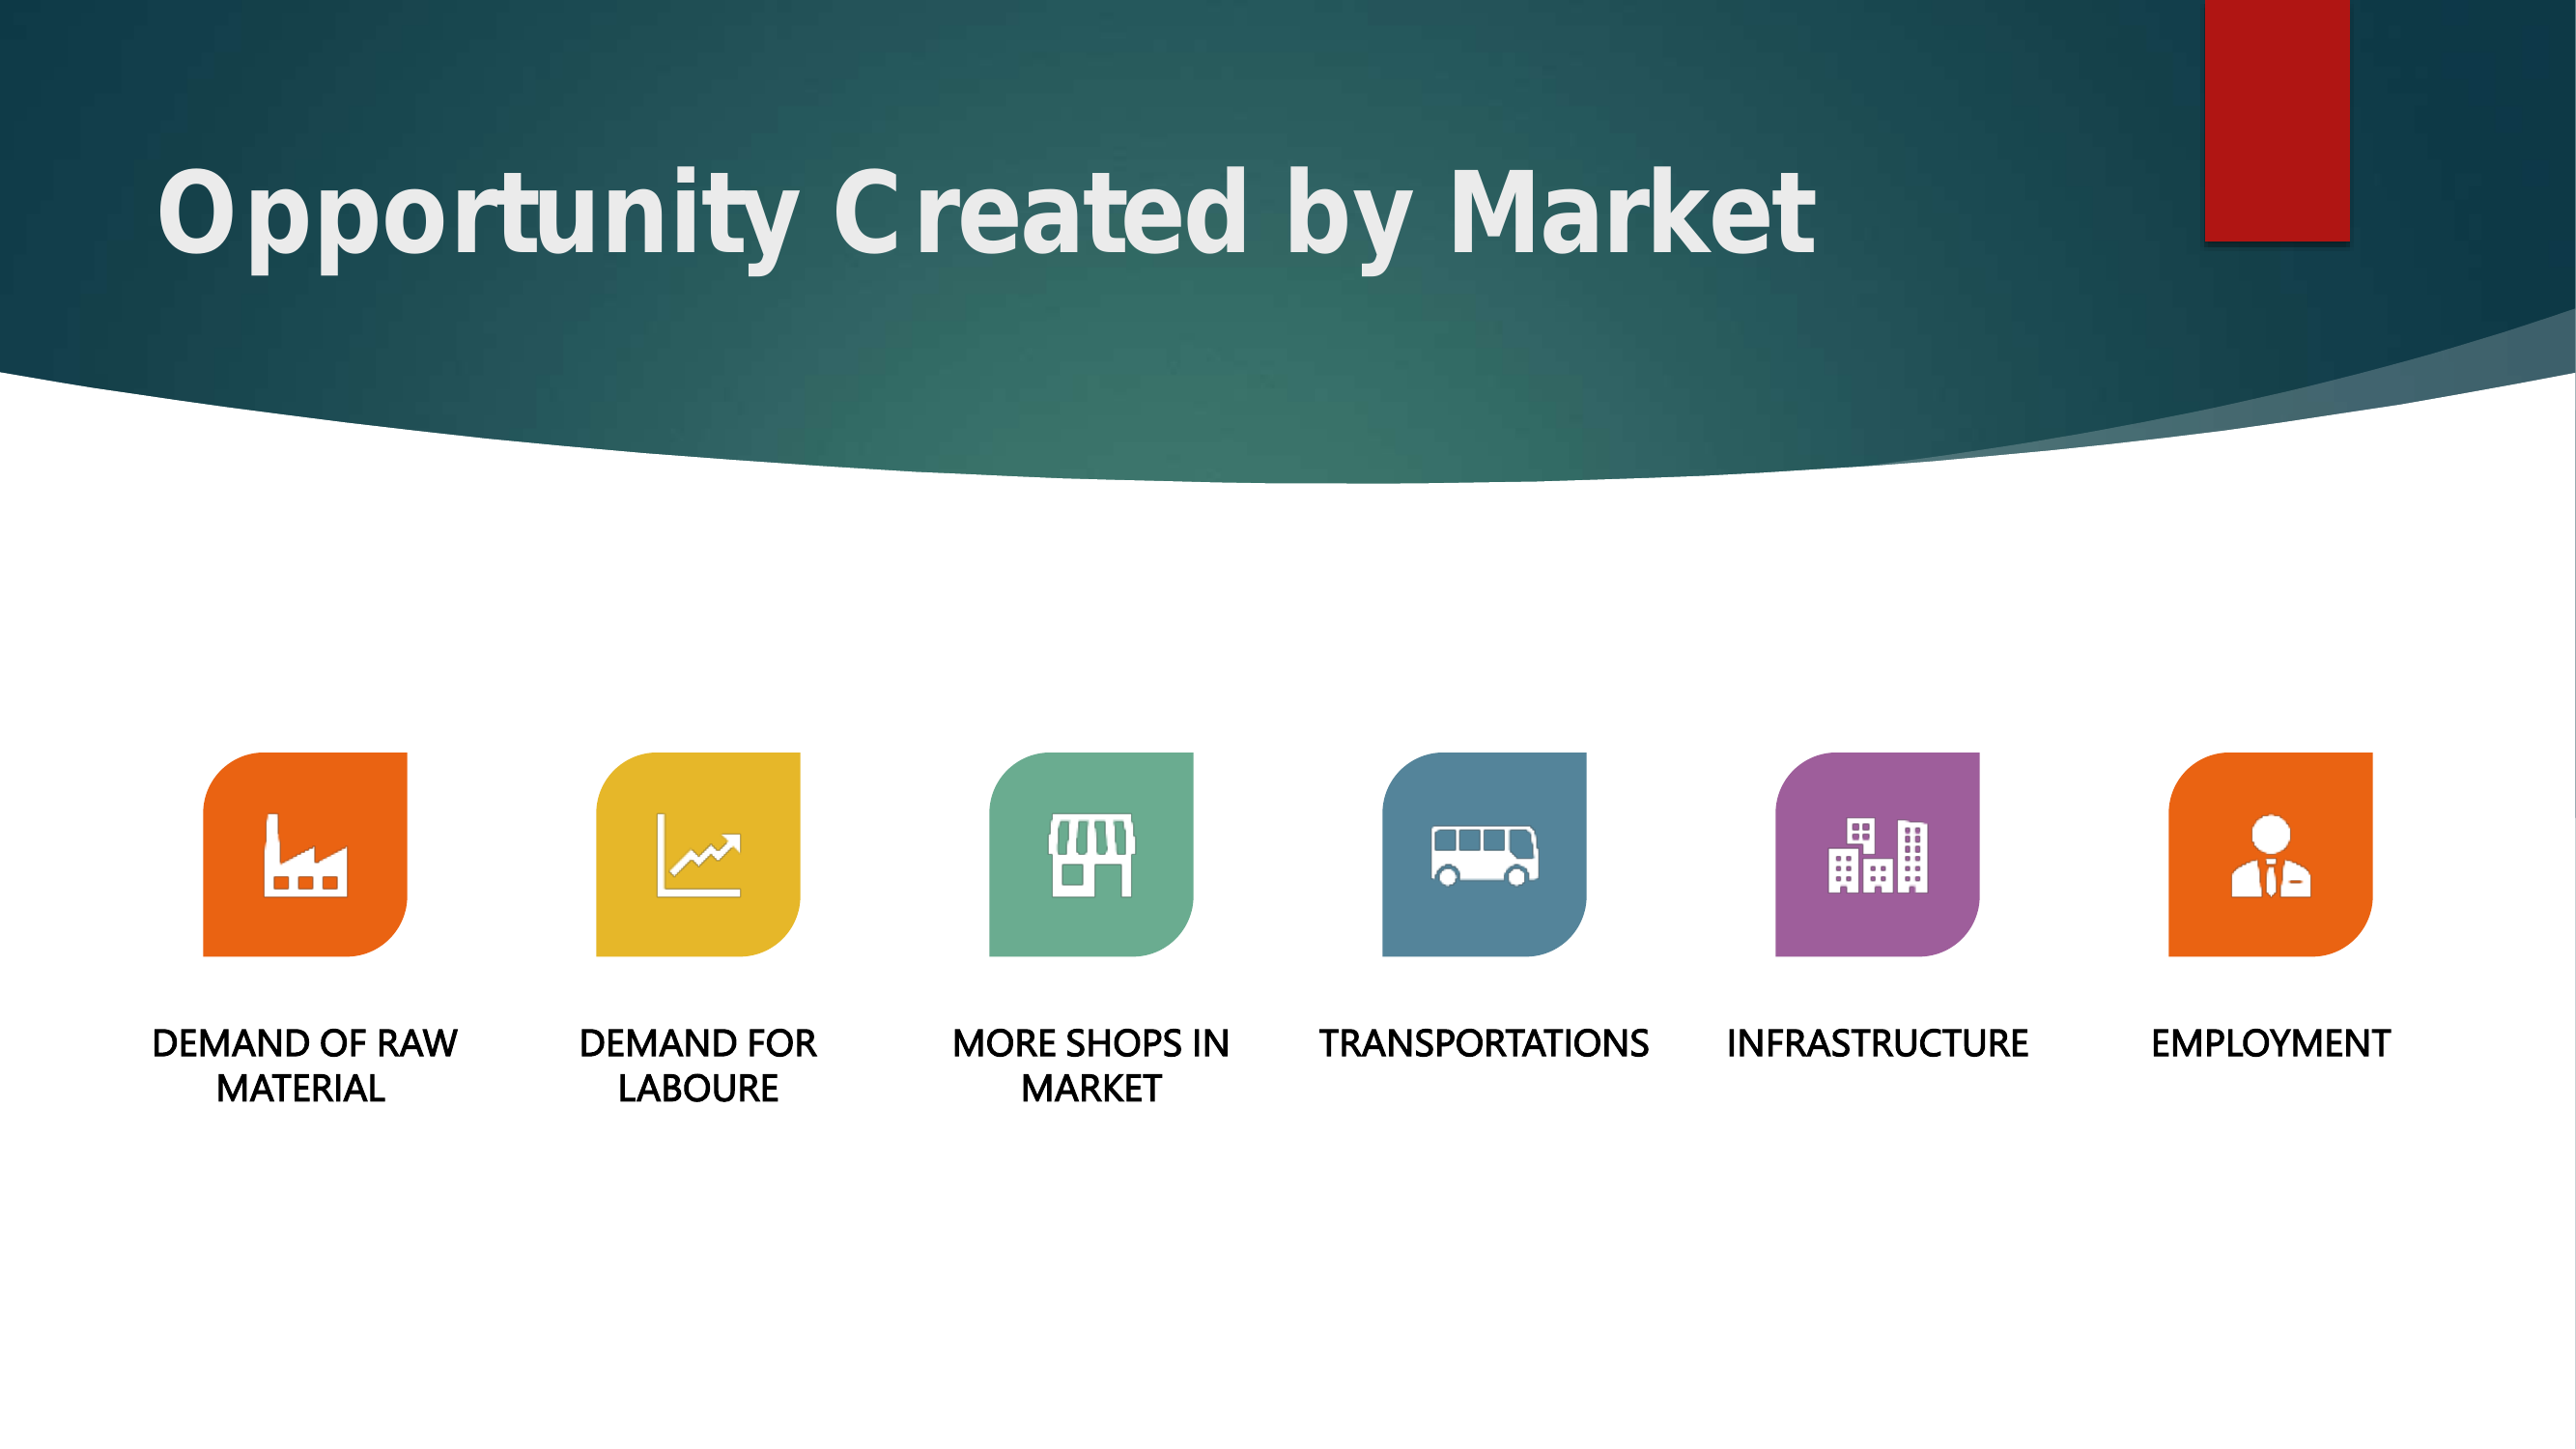 Opportunity Created by Market
DEMAND OF RAW
MATERIAL
DEMAND FOR
LABOURE
MORE SHOPS IN
MARKET
TRANSPORTATIONS
INFRASTRUCTURE
EMPLOYMENT